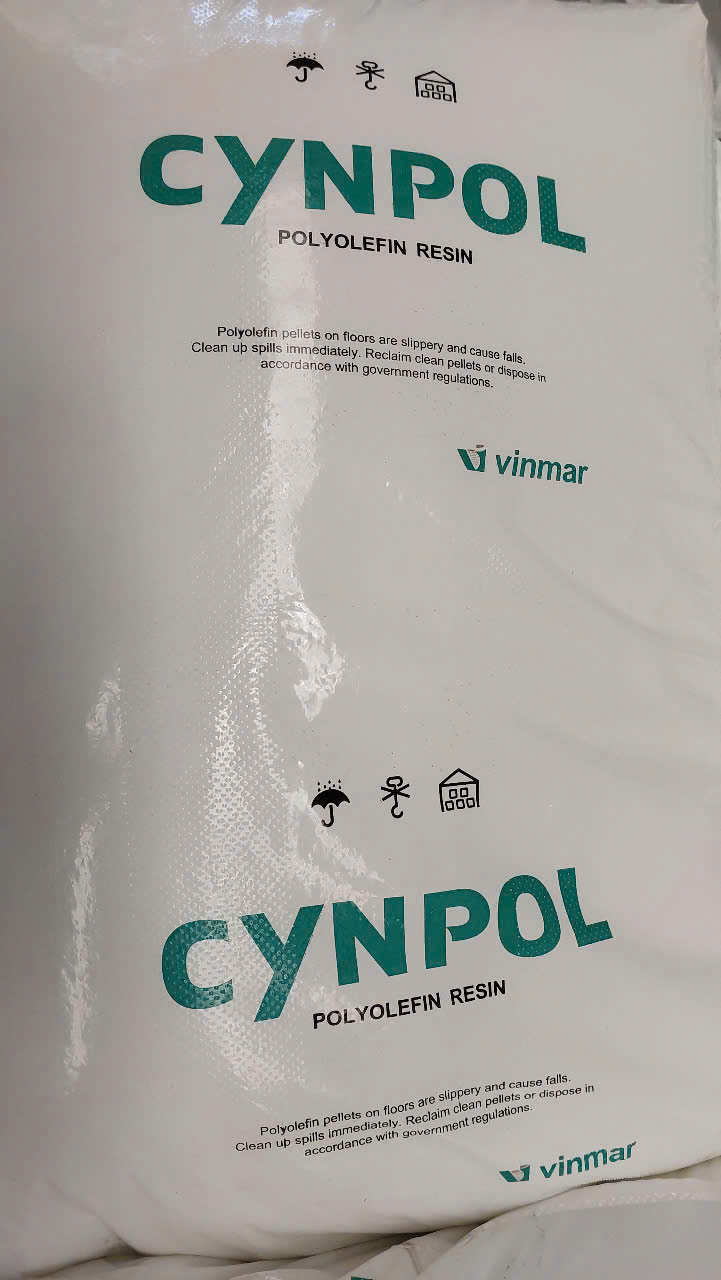 CYNPOL
POLYOLEFIN RESIN
Polyolefin pellets on floors are slippery and cause falls.
Clean up spills immediately. Reclaim clean pellets or dispose in
accordance with government regulations.
vinmar
CYNPOL
POLYOLEFIN RESIN
Polyolefin pellets on floors are slippery and cause falls.
Clean up spills immediately. Reclaim clean pellets or dispose in
accordance with government regulations.
vinmar